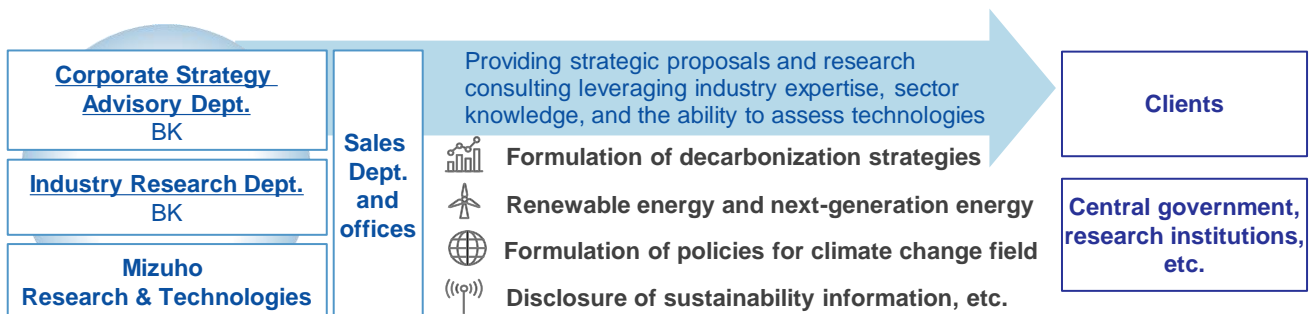 Corporate Strategy
Advisory Dept.
BK
Industry Research Dept.
BK
Mizuho
Research & Technologies
Sales
Dept.
and
offices
Providing strategic proposals and research
consulting leveraging industry expertise, sector
knowledge, and the ability to assess technologies
Formulation of decarbonization strategies
Renewable energy and next-generation energy
Formulation of policies for climate change field
Disclosure of sustainability information, etc.
Clients
Central government,
research institutions,
etc.